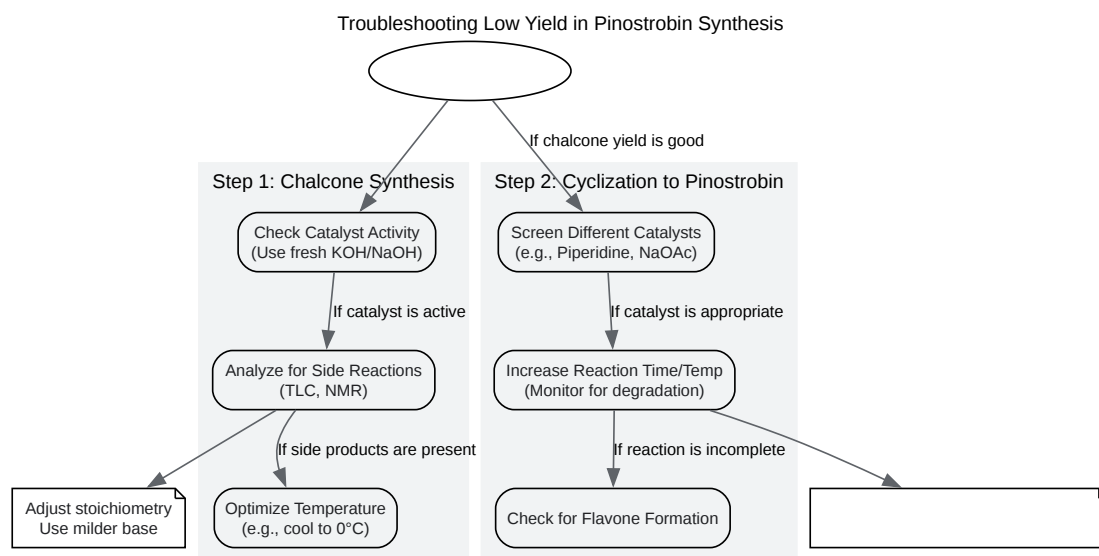 Troubleshooting Low Yield in Pinostrobin Synthesis
If chalcone yield is good
Step 1: Chalcone Synthesis
Step 2: Cyclization to Pinostrobin
Check Catalyst Activity
(Use fresh KOH/NaOH)
Screen Different Catalysts
(e.g., Piperidine, NaOAc)
If catalyst is active
If catalyst is appropriate
Analyze for Side Reactions
(TLC, NMR)
Increase Reaction Time/Temp
(Monitor for degradation)
If side products are present
If reaction is incomplete
Adjust stoichiometry
Use milder base
Optimize Temperature
(e.g., cool to 0°C)
Check for Flavone Formation